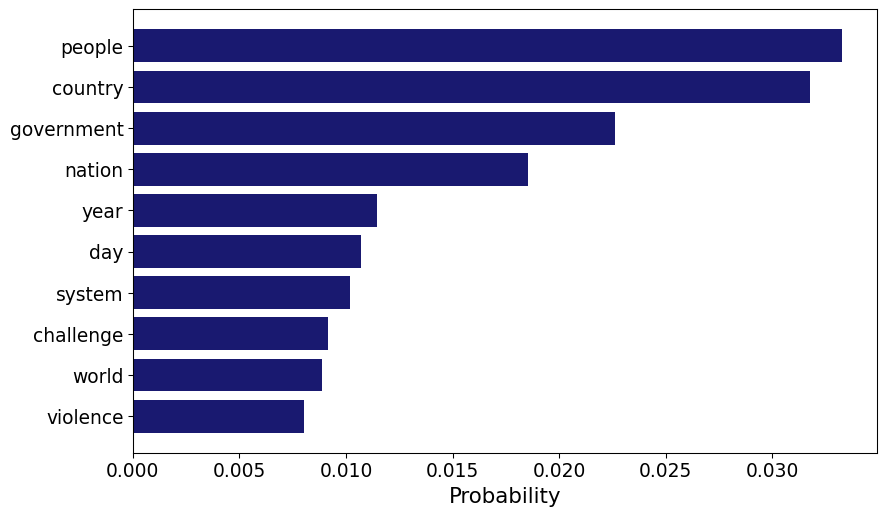 people
country
government
nation
year
day
system
challenge
world
violence
0.000 0.005 0.010 0.015 0.020 0.025 0.030
Probability